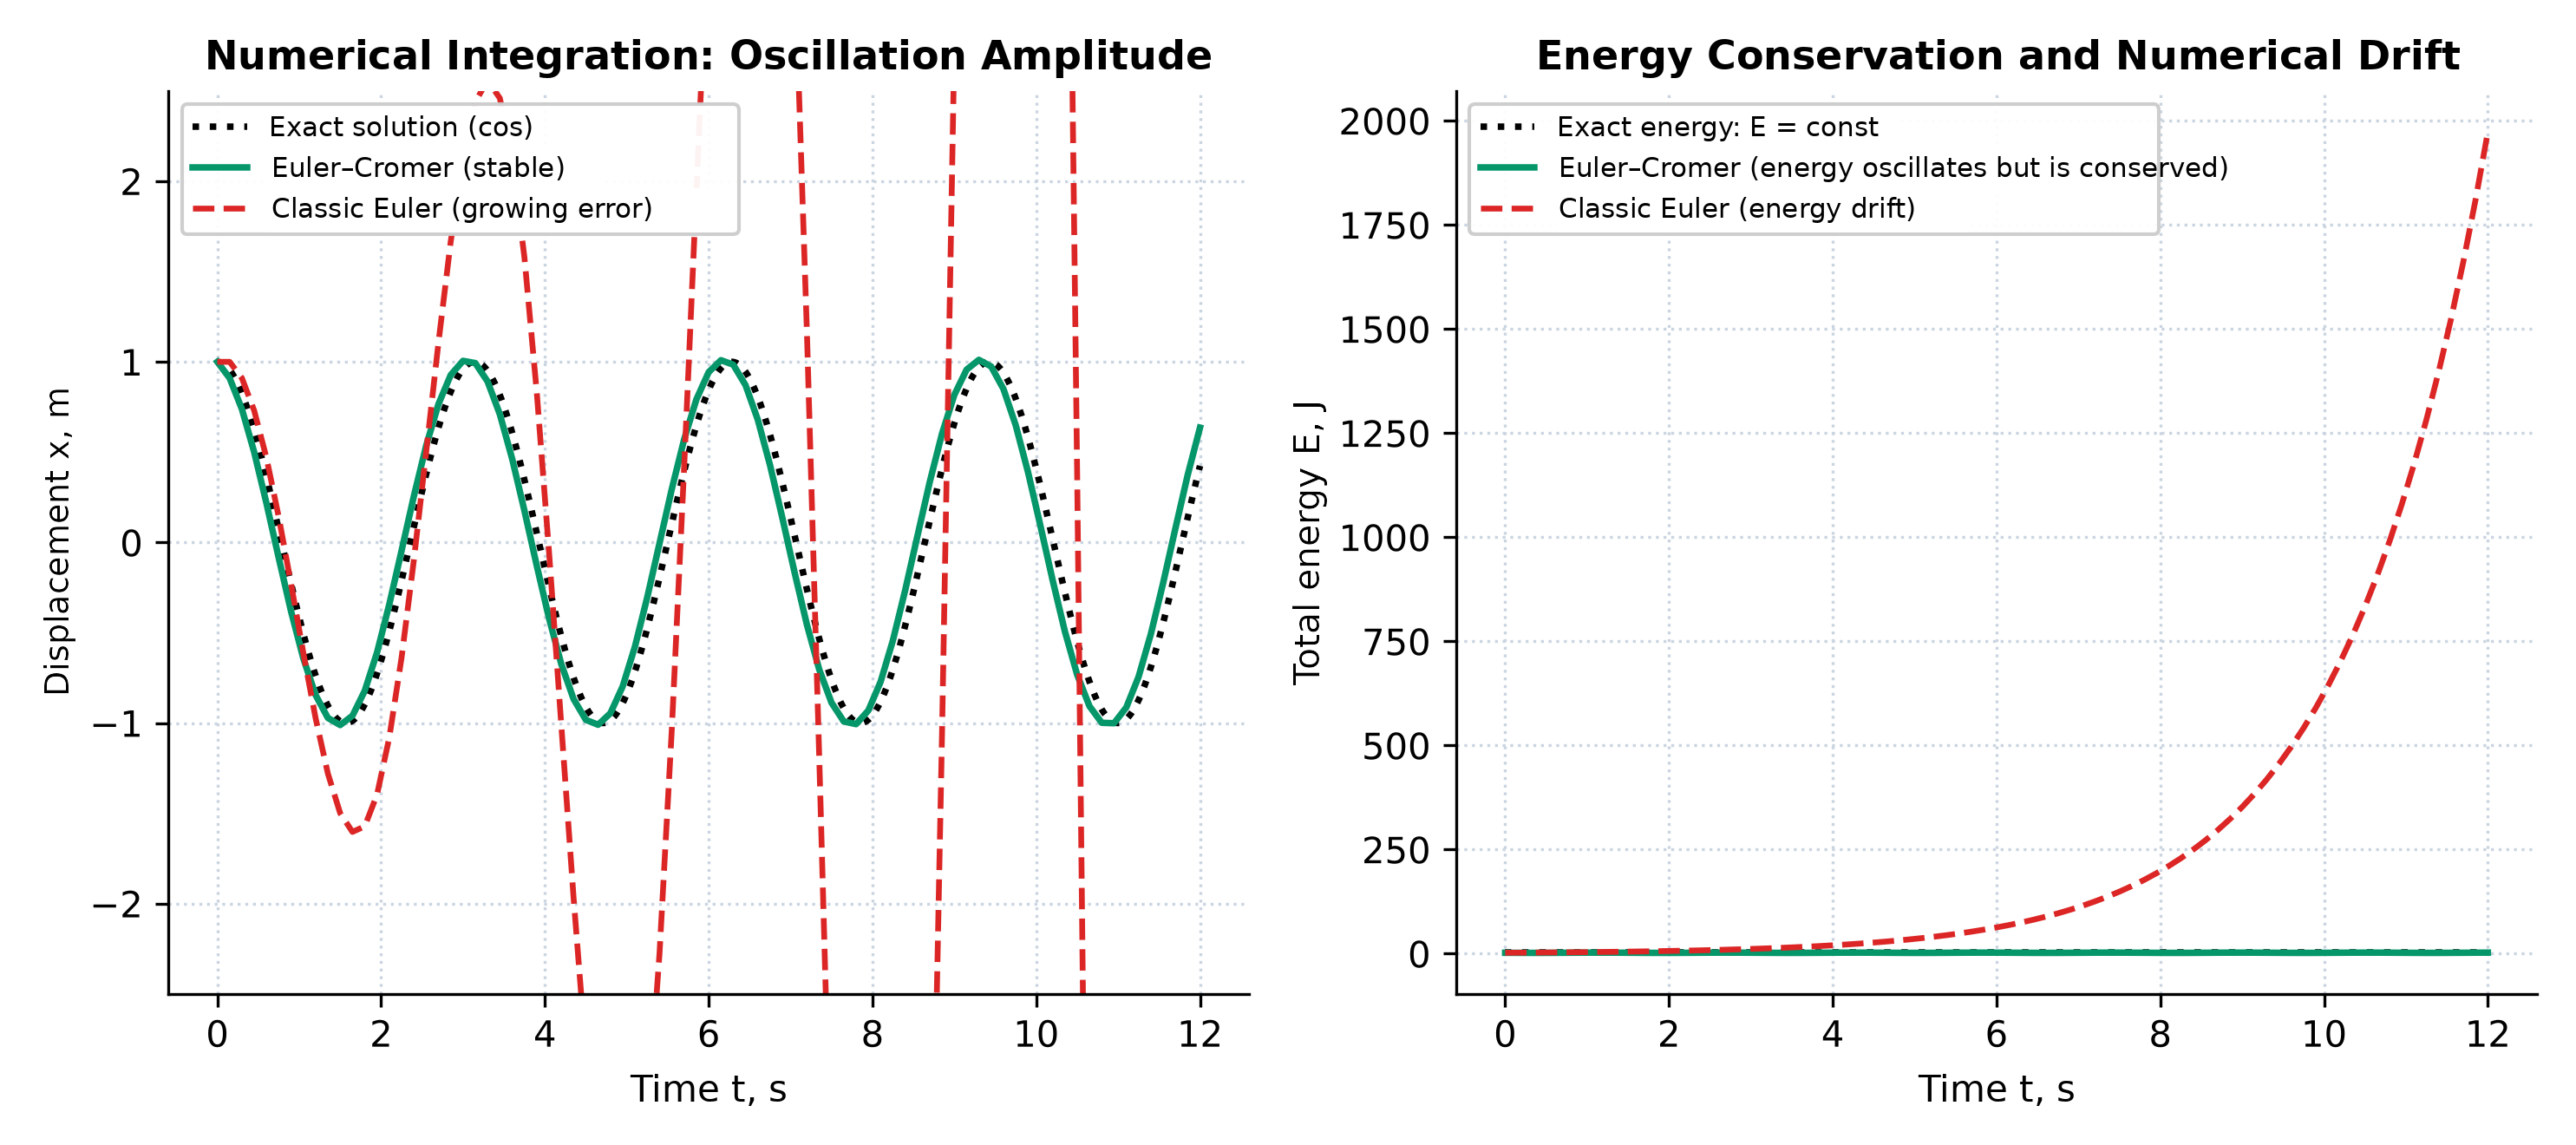 Numerical Integration: Oscillation Amplitude
Exact solution (cos)
Euler–Cromer (stable)
Classic Euler (growing error)
Displacement x, m
2
1
0
−1
−2
0 2 4 6 8 10 12
Time t, s
Energy Conservation and Numerical Drift
Exact energy: E = const
Euler–Cromer (energy oscillates but is conserved)
Classic Euler (energy drift)
Total energy E, J
2000
1750
1500
1250
1000
750
500
250
0
0 2 4 6 8 10 12
Time t, s